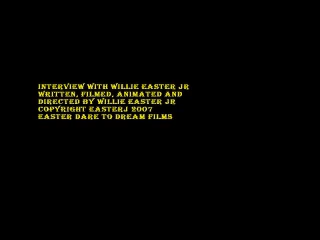 INTERVIEW WITH WILLIE EASTER JR
WRITTEN, FILMED, ANIMATED AND
DIRECTED BY WILLIE EASTER JR
COPYRIGHT EASTERJ 2007
EASTER DARE TO DREAM FILMS